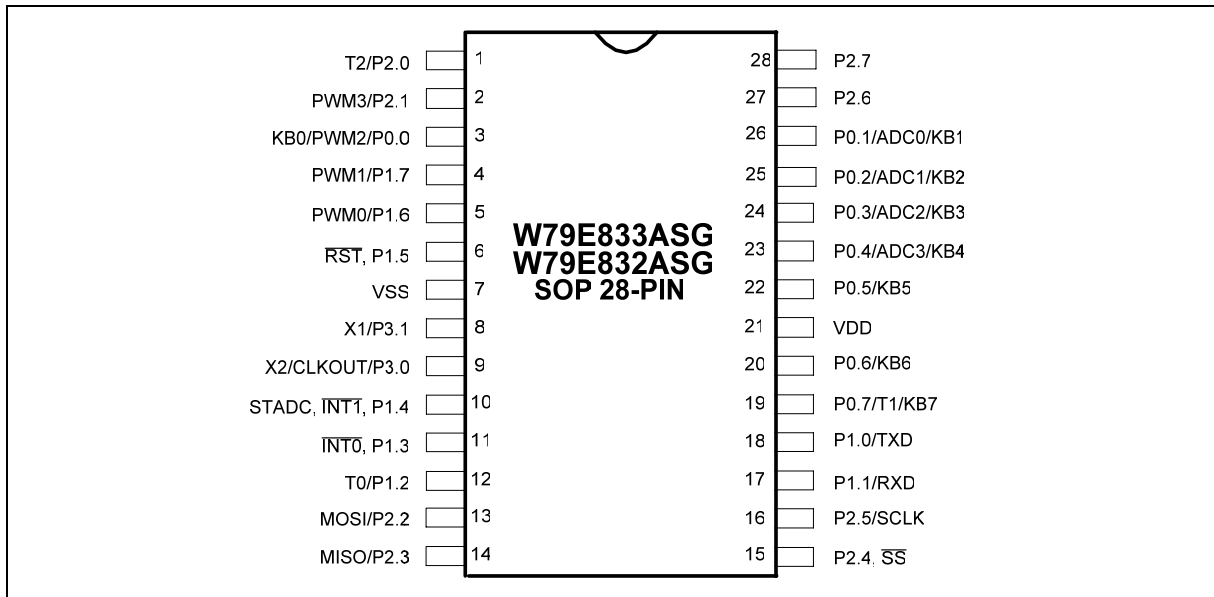 T2/P2.0 1
PWM3/P2.1 2
KB0/PWM2/P0.0 3
PWM1/P1.7 4
PWM0/P1.6 5
RST, P1.5 6
VSS 7
X1/P3.1 8
X2/CLKOUT/P3.0 9
STADC, INT1, P1.4 10
INT0, P1.3 11
T0/P1.2 12
MOSI/P2.2 13
MISO/P2.3 14
W79E833ASG
W79E832ASG
SOP 28-PIN
28 P2.7
27 P2.6
26 P0.1/ADC0/KB1
25 P0.2/ADC1/KB2
24 P0.3/ADC2/KB3
23 P0.4/ADC3/KB4
22 P0.5/KB5
21 VDD
20 P0.6/KB6
19 P0.7/T1/KB7
18 P1.0/TXD
17 P1.1/RXD
16 P2.5/SCLK
15 P2.4, SS